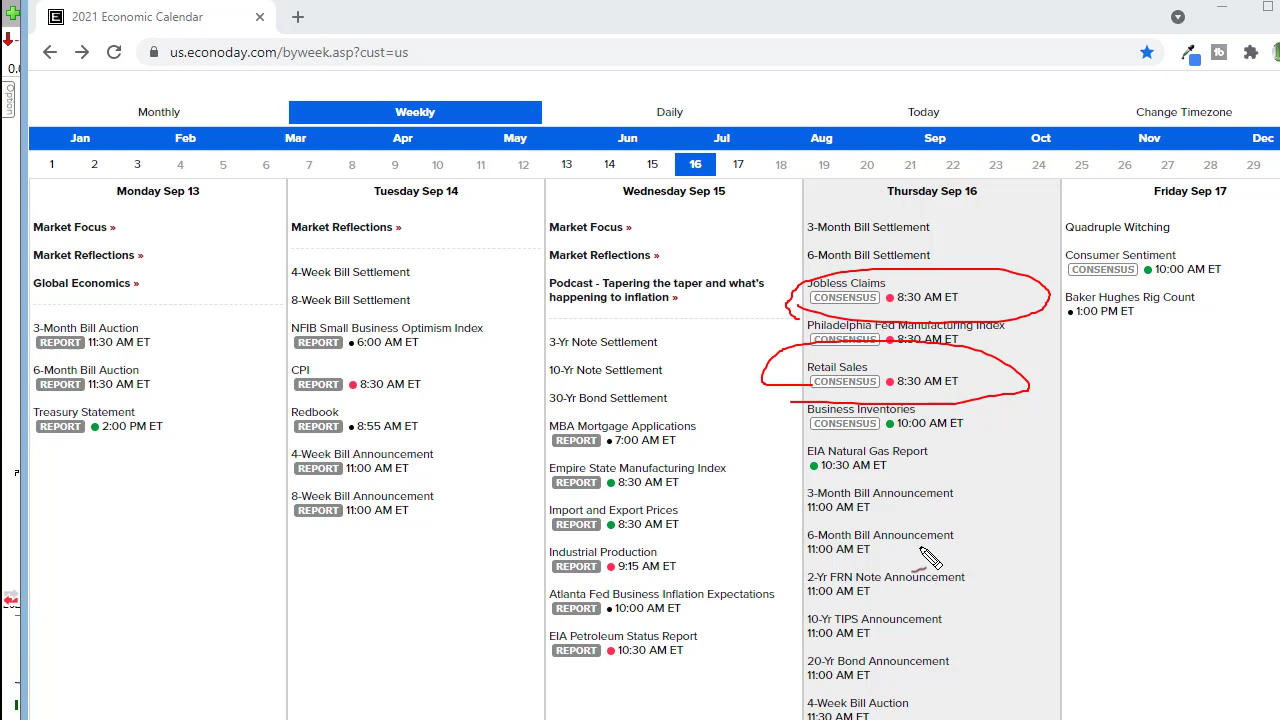 2021 Economic Calendar
us.econoday.com/byweek.asp?cust=us
0.
Option
Monthly Weekly Daily Today Change Timezone
Jan Feb Mar Apr May Jun Jul Aug Sep Oct Nov Dec
1 2 3 4 5 6 7 8 9 10 11 12 13 14 15 16 17 18 19 20 21 22 23 24 25 26 27 28 29
Monday Sep 13
Market Focus »
Market Reflections »
Global Economics »
3-Month Bill Auction
REPORT 11:30 AM ET
6-Month Bill Auction
REPORT 11:30 AM ET
Treasury Statement
REPORT 2:00 PM ET
Tuesday Sep 14
Market Reflections »
4-Week Bill Settlement
8-Week Bill Settlement
NFIB Small Business Optimism Index
REPORT 6:00 AM ET
CPI
REPORT 8:30 AM ET
Redbook
REPORT 8:55 AM ET
4-Week Bill Announcement
REPORT 11:00 AM ET
8-Week Bill Announcement
REPORT 11:00 AM ET
Wednesday Sep 15
Market Focus »
Market Reflections »
Podcast - Tapering the taper and what's
happening to inflation »
3-Yr Note Settlement
10-Yr Note Settlement
30-Yr Bond Settlement
MBA Mortgage Applications
REPORT 7:00 AM ET
Empire State Manufacturing Index
REPORT 8:30 AM ET
Import and Export Prices
REPORT 8:30 AM ET
Industrial Production
REPORT 9:15 AM ET
Atlanta Fed Business Inflation Expectations
REPORT 10:00 AM ET
EIA Petroleum Status Report
REPORT 10:30 AM ET
Thursday Sep 16
3-Month Bill Settlement
6-Month Bill Settlement
Jobless Claims
CONSENSUS 8:30 AM ET
Philadelphia Fed Manufacturing Index
CONSENSUS 8:30 AM ET
Retail Sales
CONSENSUS 8:30 AM ET
Business Inventories
CONSENSUS 10:00 AM ET
EIA Natural Gas Report
10:30 AM ET
3-Month Bill Announcement
11:00 AM ET
6-Month Bill Announcement
11:00 AM ET
2-Yr FRN Note Announcement
11:00 AM ET
10-Yr TIPS Announcement
11:00 AM ET
20-Yr Bond Announcement
11:00 AM ET
4-Week Bill Auction
11:30 AM ET
Friday Sep 17
Quadruple Witching
Consumer Sentiment
CONSENSUS 10:00 AM ET
Baker Hughes Rig Count
1:00 PM ET